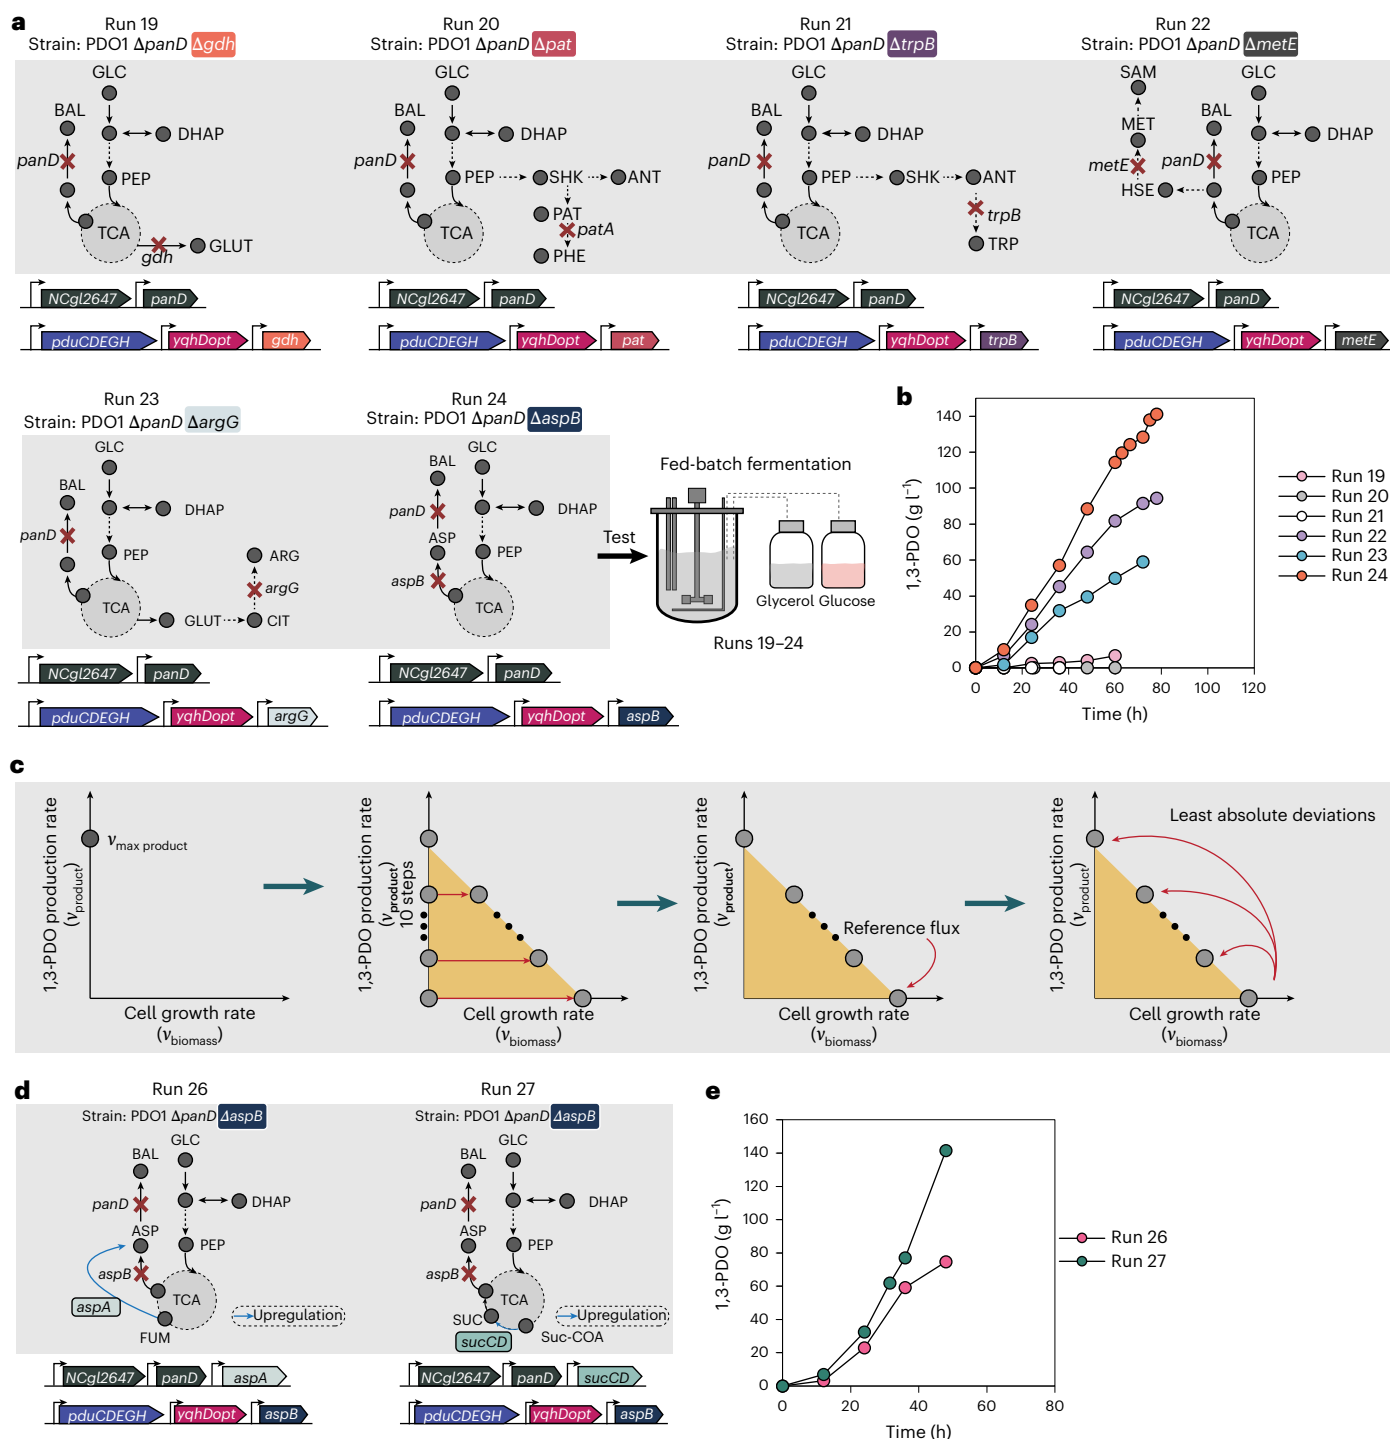 a
Run 19
Strain: PDO1 ΔpanD Δgdh
GLC
BAL
DHAP
panD
PEP
TCA
gdh
GLUT
NCgl2647 panD
pduCDEGH yqhDopt gdh
Run 20
Strain: PDO1 ΔpanD Δpat
GLC
BAL
DHAP
panD
PEP SHK ANT
PAT
patA
TCA
PHE
NCgl2647 panD
pduCDEGH yqhDopt pat
Run 21
Strain: PDO1 ΔpanD ΔtrpB
GLC
BAL
DHAP
panD
PEP SHK ANT
trpB
TCA
TRP
NCgl2647 panD
pduCDEGH yqhDopt trpB
Run 22
Strain: PDO1 ΔpanD ΔmetE
SAM GLC
BAL
MET
DHAP
metE panD
PEP
HSE
TCA
NCgl2647 panD
pduCDEGH yqhDopt metE
Run 23
Strain: PDO1 ΔpanD ΔargG
GLC
BAL
DHAP
panD
PEP ARG
argG
TCA
GLUT CIT
NCgl2647 panD
pduCDEGH yqhDopt argG
Run 24
Strain: PDO1 ΔpanD ΔaspB
GLC
BAL
DHAP
panD
ASP
PEP
aspB
TCA
NCgl2647 panD
pduCDEGH yqhDopt aspB
Test
Fed-batch fermentation
Glycerol Glucose
Runs 19–24
b
1,3-PDO (g l⁻¹)
140
120
100
80
60
40
20
0
0 20 40 60 80 100 120
Time (h)
Run 19
Run 20
Run 21
Run 22
Run 23
Run 24
c
1,3-PDO production rate
(vproduct)
vmax product
Cell growth rate
(vbiomass)
1,3-PDO production rate
(vproduct)
10 steps
Cell growth rate
(vbiomass)
1,3-PDO production rate
(vproduct)
Reference flux
Cell growth rate
(vbiomass)
1,3-PDO production rate
(vproduct)
Least absolute deviations
Cell growth rate
(vbiomass)
d
Run 26
Strain: PDO1 ΔpanD ΔaspB
GLC
BAL
DHAP
panD
ASP
PEP
aspB
TCA
aspA
Upregulation
FUM
NCgl2647 panD aspA
pduCDEGH yqhDopt aspB
Run 27
Strain: PDO1 ΔpanD ΔaspB
GLC
BAL
DHAP
panD
ASP
PEP
aspB
TCA
SUC
Upregulation
sucCD
Suc-COA
NCgl2647 panD sucCD
pduCDEGH yqhDopt aspB
e
1,3-PDO (g l⁻¹)
160
140
120
100
80
60
40
20
0
0 20 40 60 80
Time (h)
Run 26
Run 27